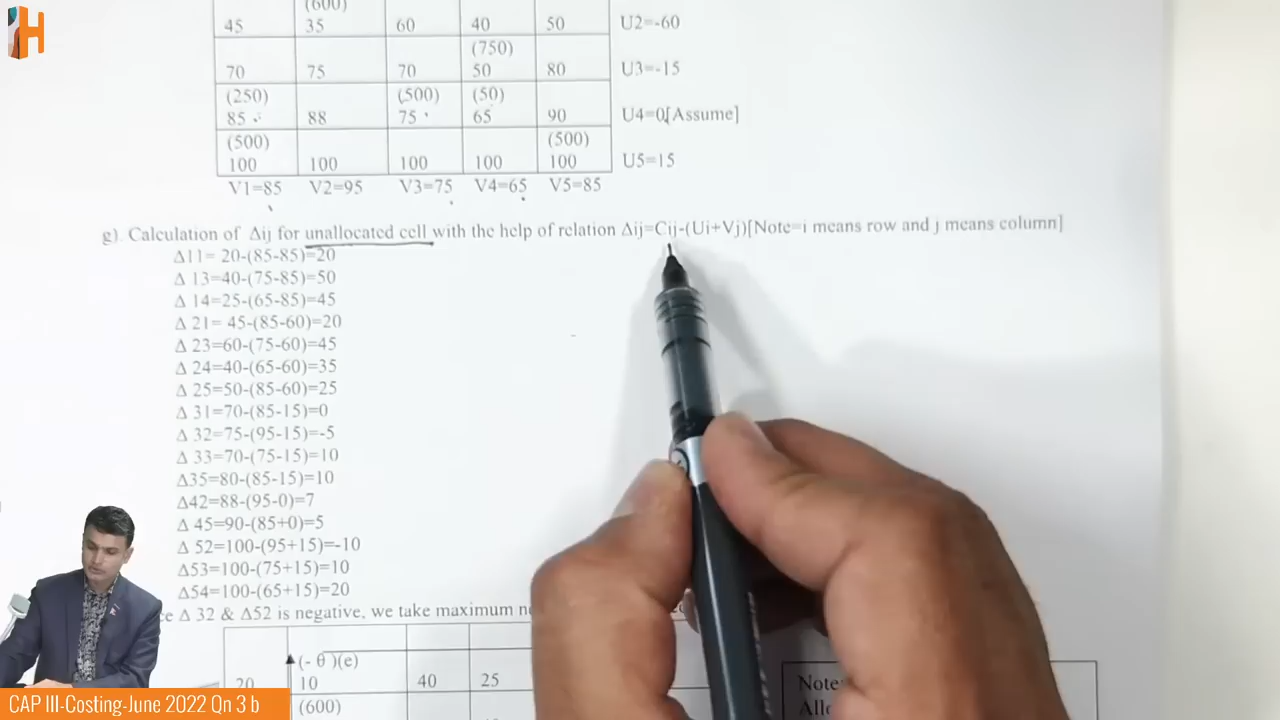 H
(600)
45 35 60 40 50 U2=-60
(750)
70 75 70 50 80 U3=-15
(250) (500) (50)
85 88 75 65 90 U4=0[Assume]
(500) (500)
100 100 100 100 100 U5=15
V1=85 V2=95 V3=75 V4=65 V5=85
g). Calculation of Δij for unallocated cell with the help of relation Δij=Cij-(Ui+Vj)[Note=i means row and j means column]
Δ11= 20-(85-85)=20
Δ 13=40-(75-85)=50
Δ 14=25-(65-85)=45
Δ 21= 45-(85-60)=20
Δ 23=60-(75-60)=45
Δ 24=40-(65-60)=35
Δ 25=50-(85-60)=25
Δ 31=70-(85-15)=0
Δ 32=75-(95-15)=-5
Δ 33=70-(75-15)=10
Δ35=80-(85-15)=10
Δ42=88-(95-0)=7
Δ 45=90-(85+0)=5
Δ 52=100-(95+15)=-10
Δ53=100-(75+15)=10
Δ54=100-(65+15)=20
Δ 32 & Δ52 is negative, we take maximum
(- θ )(e)
20 10 40 25
(600)
Note
CAP III-Costing-June 2022 Qn 3 b